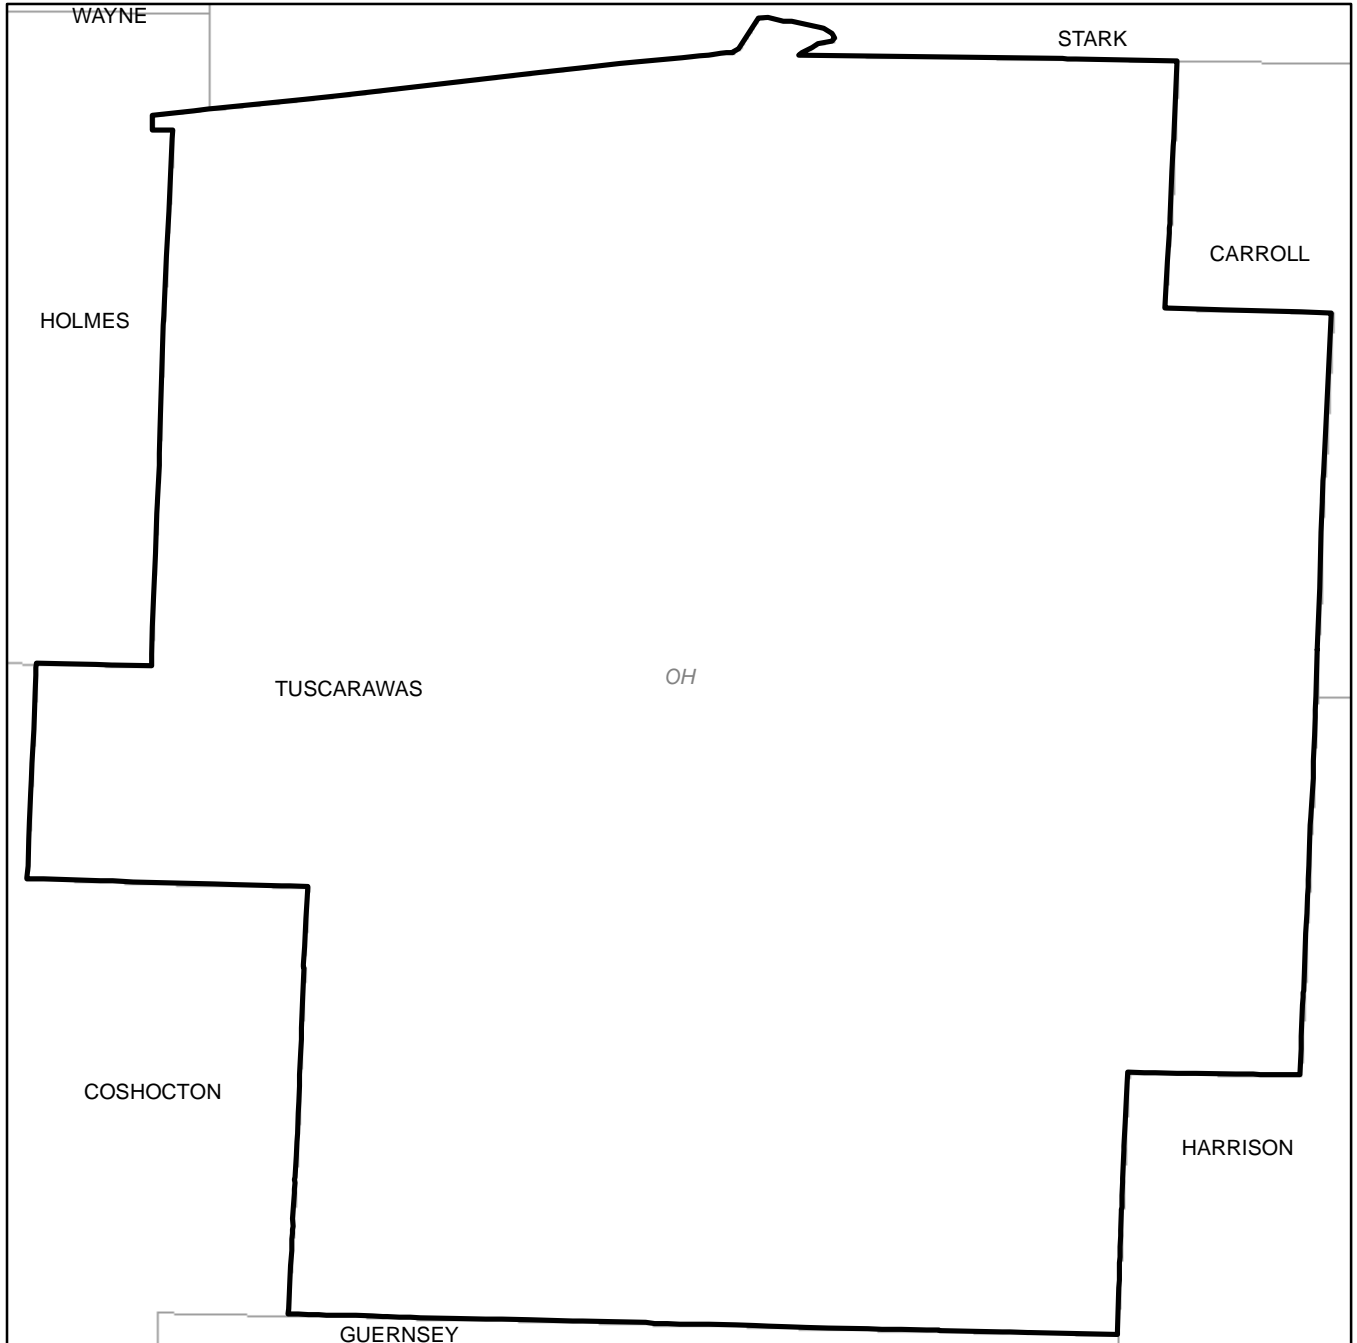 WAYNE
STARK
CARROLL
HOLMES
OH
TUSCARAWAS
COSHOCTON
HARRISON
GUERNSEY